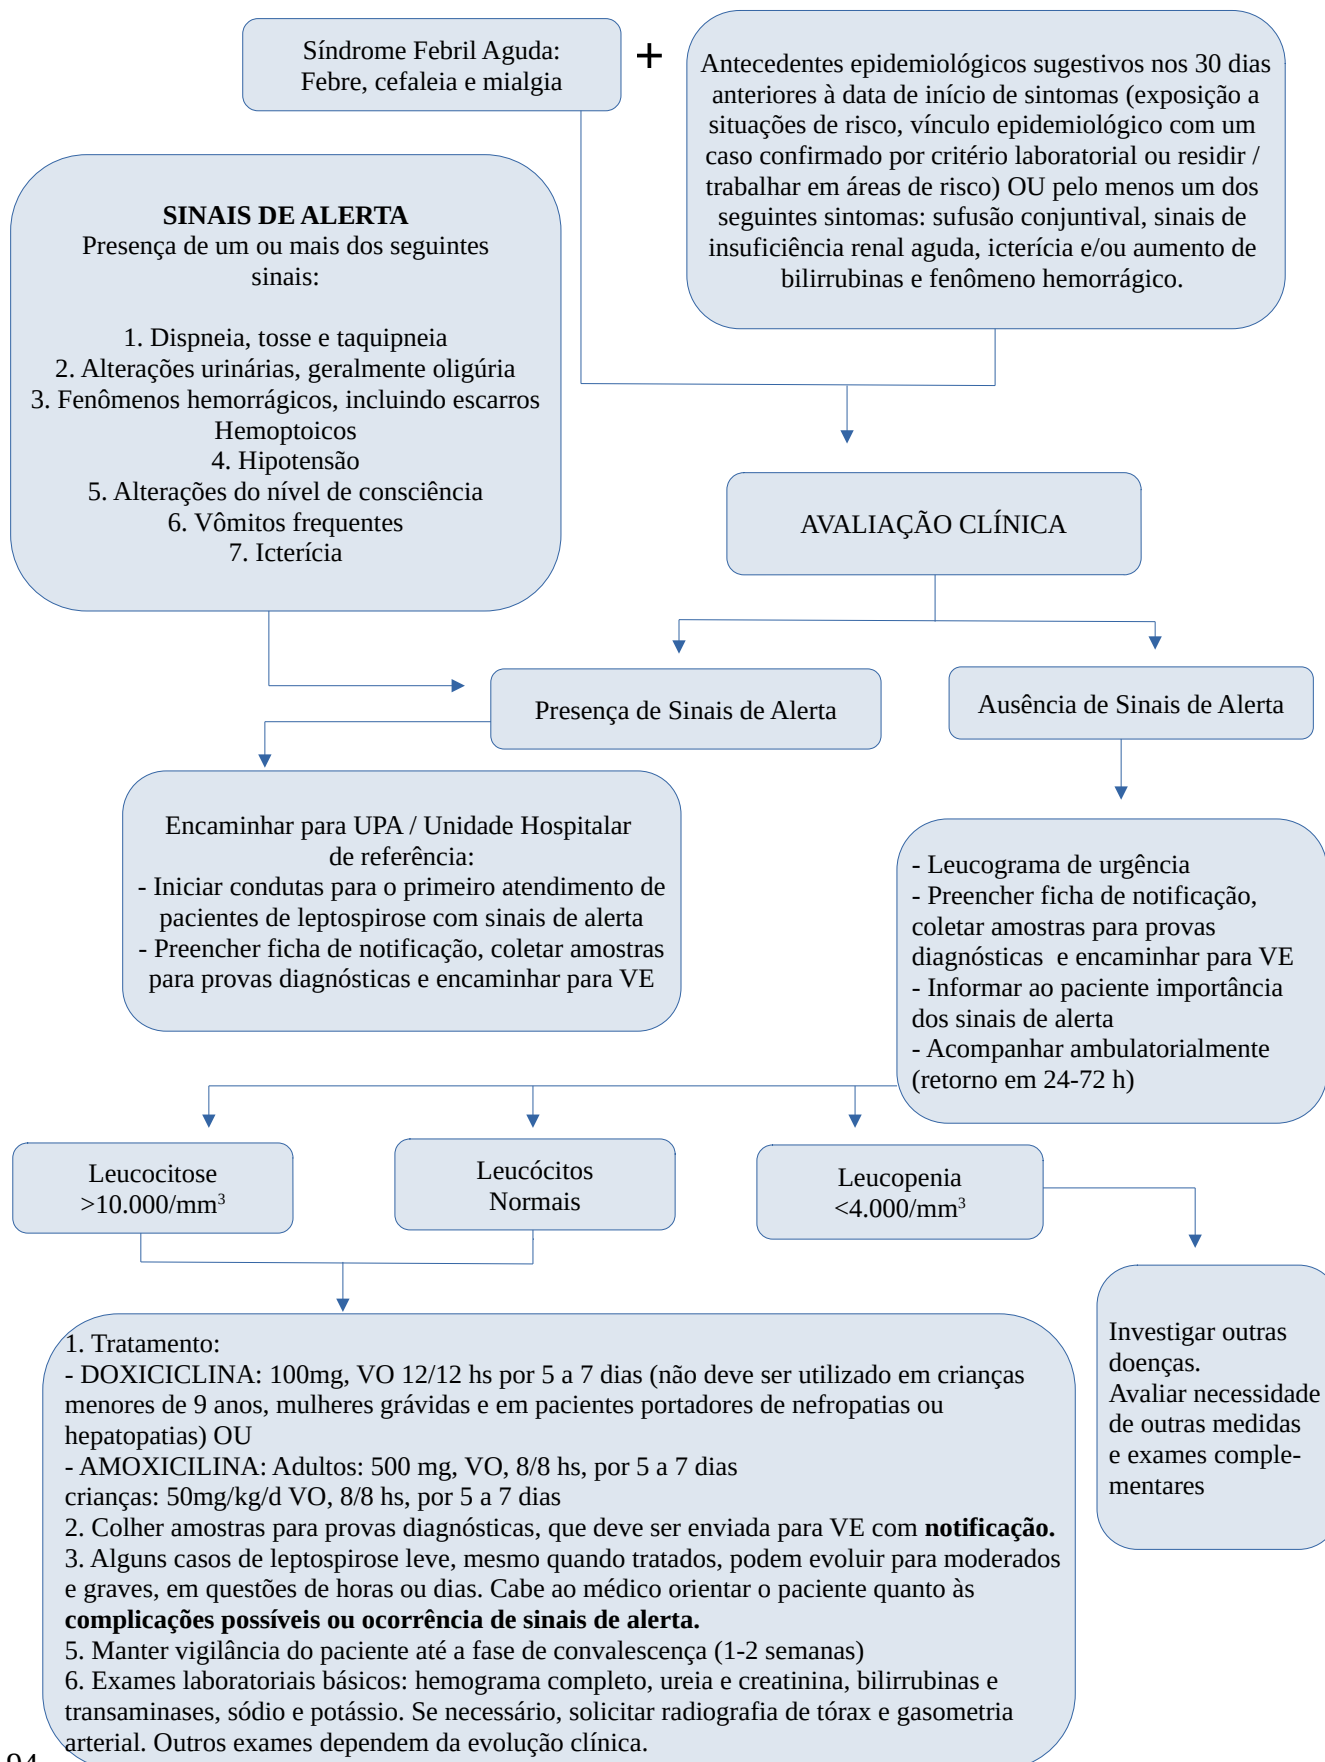 Síndrome Febril Aguda:
Febre, cefaleia e mialgia
+
Antecedentes epidemiológicos sugestivos nos 30 dias
anteriores à data de início de sintomas (exposição a
situações de risco, vínculo epidemiológico com um
caso confirmado por critério laboratorial ou residir /
trabalhar em áreas de risco) OU pelo menos um dos
seguintes sintomas: sufusão conjuntival, sinais de
insuficiência renal aguda, icterícia e/ou aumento de
bilirrubinas e fenômeno hemorrágico.
SINAIS DE ALERTA
Presença de um ou mais dos seguintes
sinais:
1. Dispneia, tosse e taquipneia
2. Alterações urinárias, geralmente oligúria
3. Fenômenos hemorrágicos, incluindo escarros
Hemoptoicos
4. Hipotensão
5. Alterações do nível de consciência
6. Vômitos frequentes
7. Icterícia
AVALIAÇÃO CLÍNICA
Presença de Sinais de Alerta
Ausência de Sinais de Alerta
Encaminhar para UPA / Unidade Hospitalar
de referência:
- Iniciar condutas para o primeiro atendimento de
pacientes de leptospirose com sinais de alerta
- Preencher ficha de notificação, coletar amostras
para provas diagnósticas e encaminhar para VE
- Leucograma de urgência
- Preencher ficha de notificação,
coletar amostras para provas
diagnósticas e encaminhar para VE
- Informar ao paciente importância
dos sinais de alerta
- Acompanhar ambulatorialmente
(retorno em 24-72 h)
Leucocitose
>10.000/mm³
Leucócitos
Normais
Leucopenia
<4.000/mm³
Investigar outras
doenças.
Avaliar necessidade
de outras medidas
e exames comple-
mentares
1. Tratamento:
- DOXICICLINA: 100mg, VO 12/12 hs por 5 a 7 dias (não deve ser utilizado em crianças
menores de 9 anos, mulheres grávidas e em pacientes portadores de nefropatias ou
hepatopatias) OU
- AMOXICILINA: Adultos: 500 mg, VO, 8/8 hs, por 5 a 7 dias
crianças: 50mg/kg/d VO, 8/8 hs, por 5 a 7 dias
2. Colher amostras para provas diagnósticas, que deve ser enviada para VE com notificação.
3. Alguns casos de leptospirose leve, mesmo quando tratados, podem evoluir para moderados
e graves, em questões de horas ou dias. Cabe ao médico orientar o paciente quanto às
complicações possíveis ou ocorrência de sinais de alerta.
5. Manter vigilância do paciente até a fase de convalescença (1-2 semanas)
6. Exames laboratoriais básicos: hemograma completo, ureia e creatinina, bilirrubinas e
transaminases, sódio e potássio. Se necessário, solicitar radiografia de tórax e gasometria
arterial. Outros exames dependem da evolução clínica.